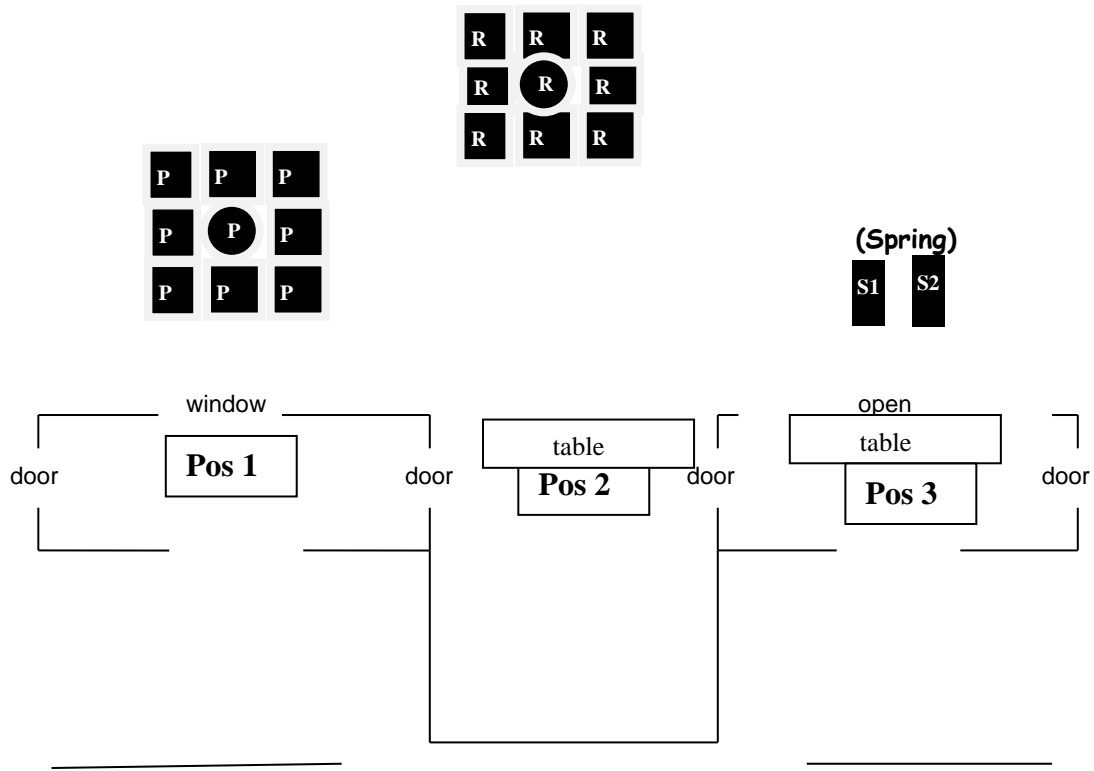 R R R
R R R
R R R
P P P
P P P
P P P
(Spring)
S1 S2
window
open
table
table
door
Pos 1
door
Pos 2
door
Pos 3
door